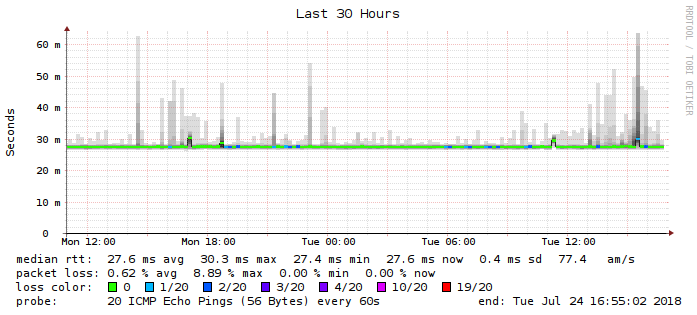 Last 30 Hours
RRDTOOL / TOBI OETIKER
Seconds
60 m
50 m
40 m
30 m
20 m
10 m
0
Mon 12:00 Mon 18:00 Tue 00:00 Tue 06:00 Tue 12:00
median rtt: 27.6 ms avg 30.3 ms max 27.4 ms min 27.6 ms now 0.4 ms sd 77.4 am/s
packet loss: 0.62 % avg 8.89 % max 0.00 % min 0.00 % now
loss color: 0 1/20 2/20 3/20 4/20 10/20 19/20
probe: 20 ICMP Echo Pings (56 Bytes) every 60s end: Tue Jul 24 16:55:02 2018